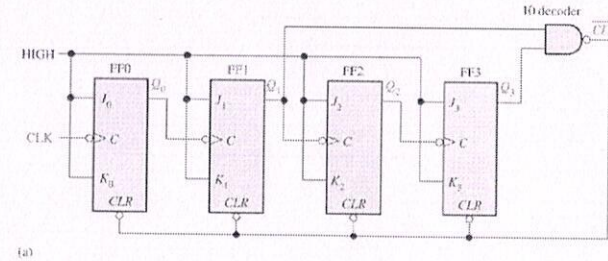 10 decoder
HIGH
FF0 FF1 FF2 FF3
Q0 Q1 Q2 Q3
J0 J1 J2 J3
CLK C C C C
K0 K1 K2 K3
CLR CLR CLR CLR
(a)